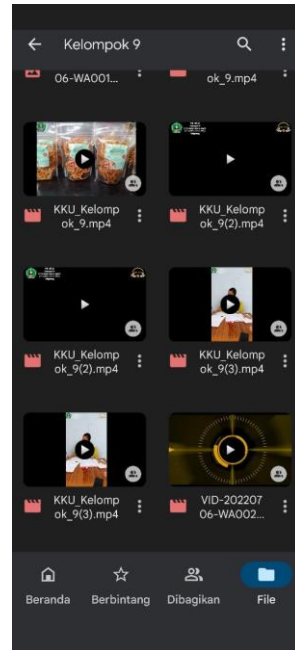 Kelompok 9
06-WA001...
ok_9.mp4
KKU_Kelomp
ok_9.mp4
KKU_Kelomp
ok_9(2).mp4
KKU_Kelomp
ok_9(2).mp4
KKU_Kelomp
ok_9(3).mp4
KKU_Kelomp
ok_9(3).mp4
VID-202207
06-WA002...
Beranda
Berbintang
Dibagikan
File